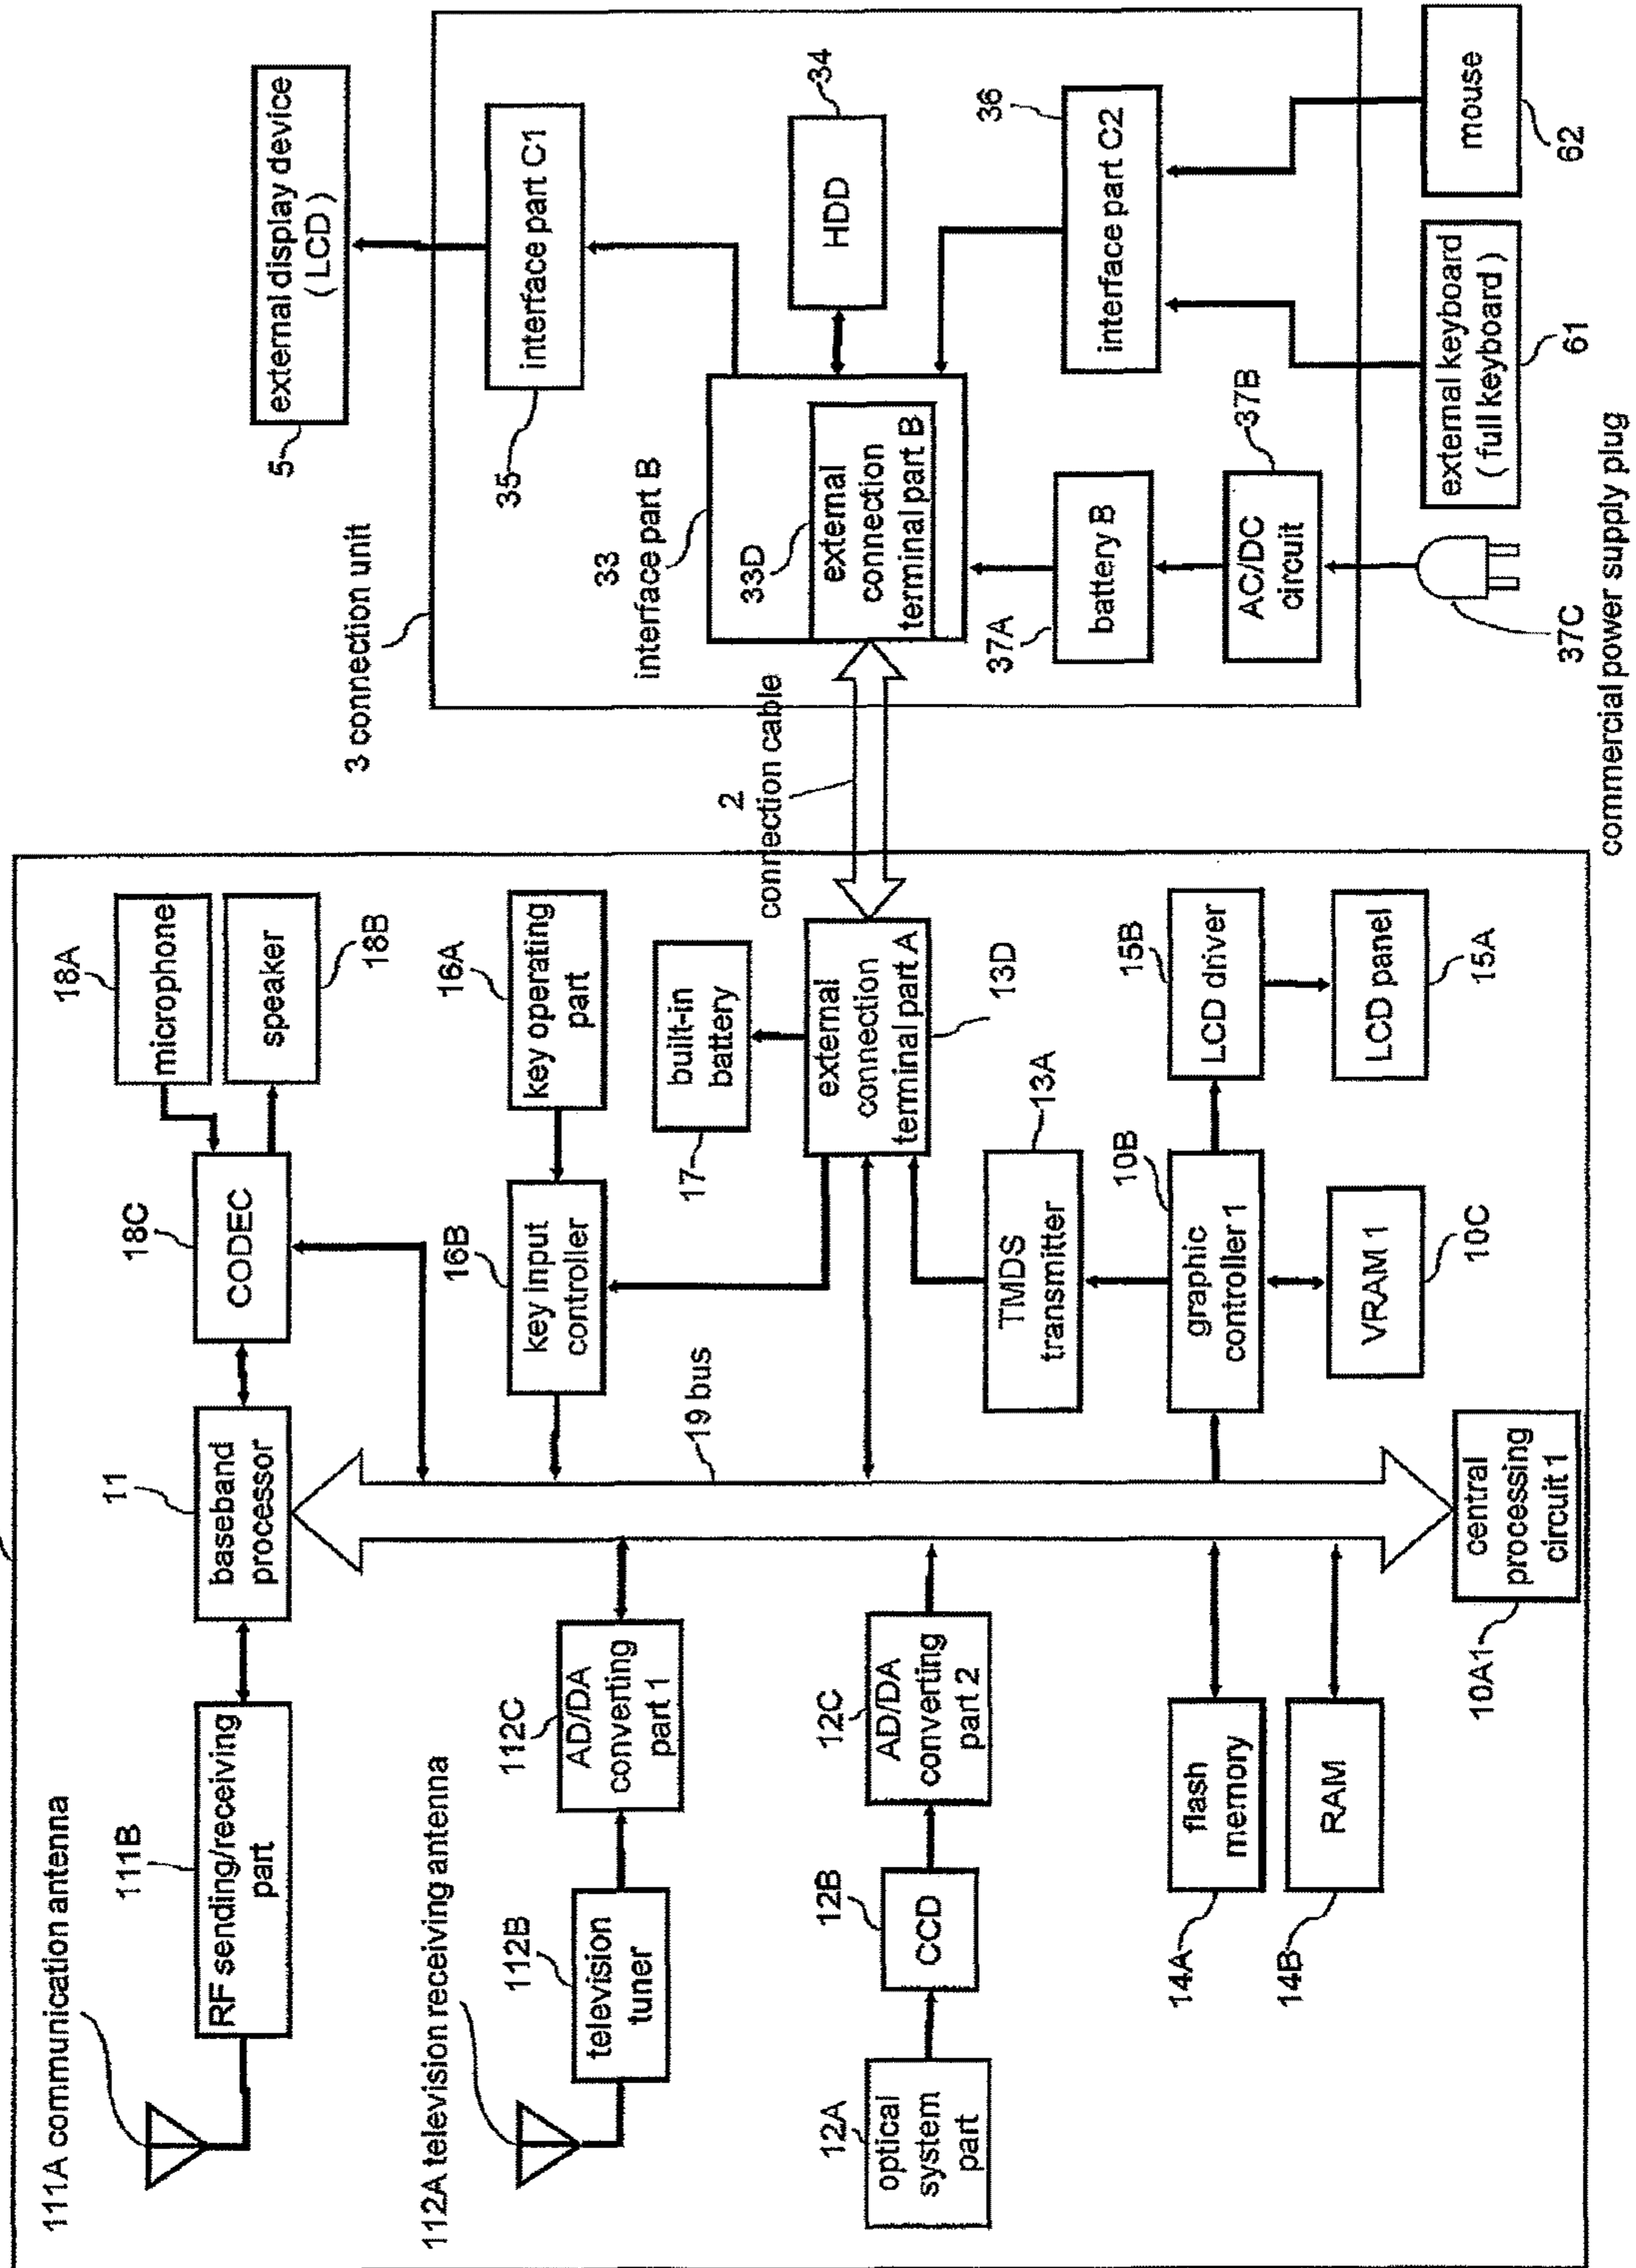 111A communication antenna
111B
RF sending/receiving
part
11
baseband
processor
18C
CODEC
18A
microphone
speaker
18B
112A television receiving antenna
112B
television
tuner
112C
AD/DA
converting
part 1
16B
key input
controller
16A
key operating
part
19 bus
17
built-in
battery
12A
optical
system
part
12B
CCD
12C
AD/DA
converting
part 2
external
connection
terminal part A
13D
TMDS
transmitter
13A
14A
flash
memory
14B
RAM
10B
graphic
controller1
VRAM 1
10C
15B
LCD driver
LCD panel
15A
10A1
central
processing
circuit 1
2
connection cable
3 connection unit
5
external display device
( LCD )
35
interface part C1
33
interface part B
33D
external
connection
terminal part B
HDD
34
36
interface part C2
37A
battery B
37B
AC/DC
circuit
37C
commercial power supply plug
external keyboard
( full keyboard )
61
mouse
62